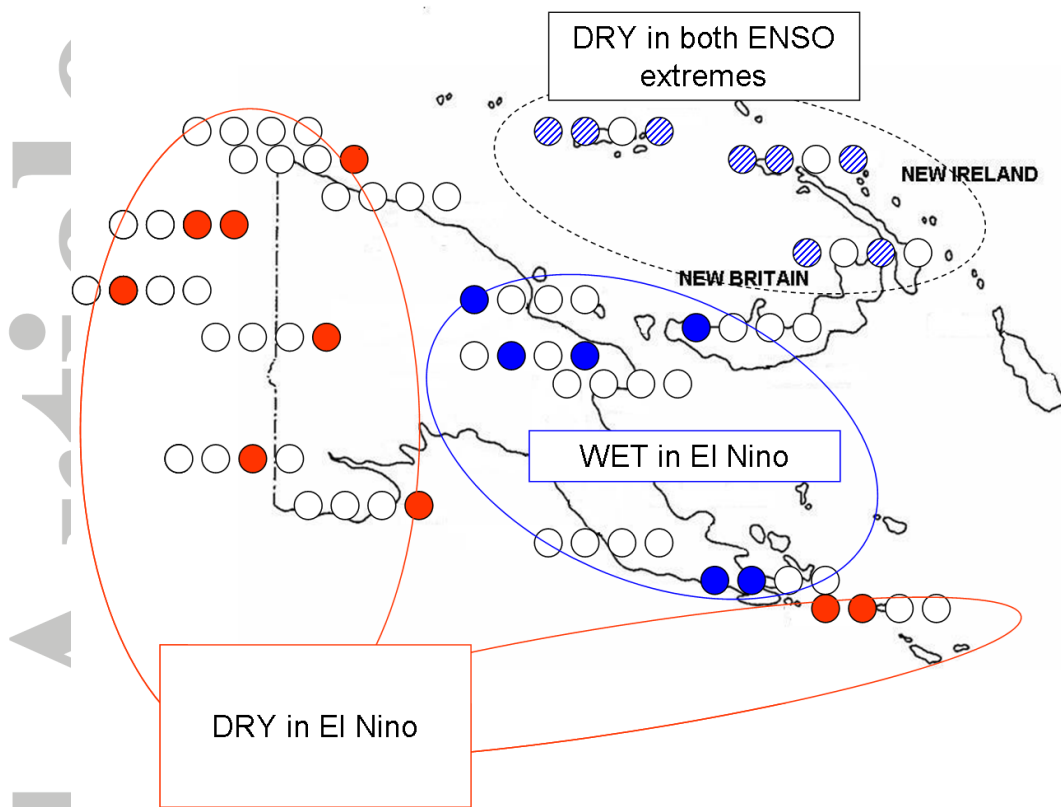 DRY in both ENSO
extremes
NEW IRELAND
NEW BRITAIN
WET in El Nino
DRY in El Nino